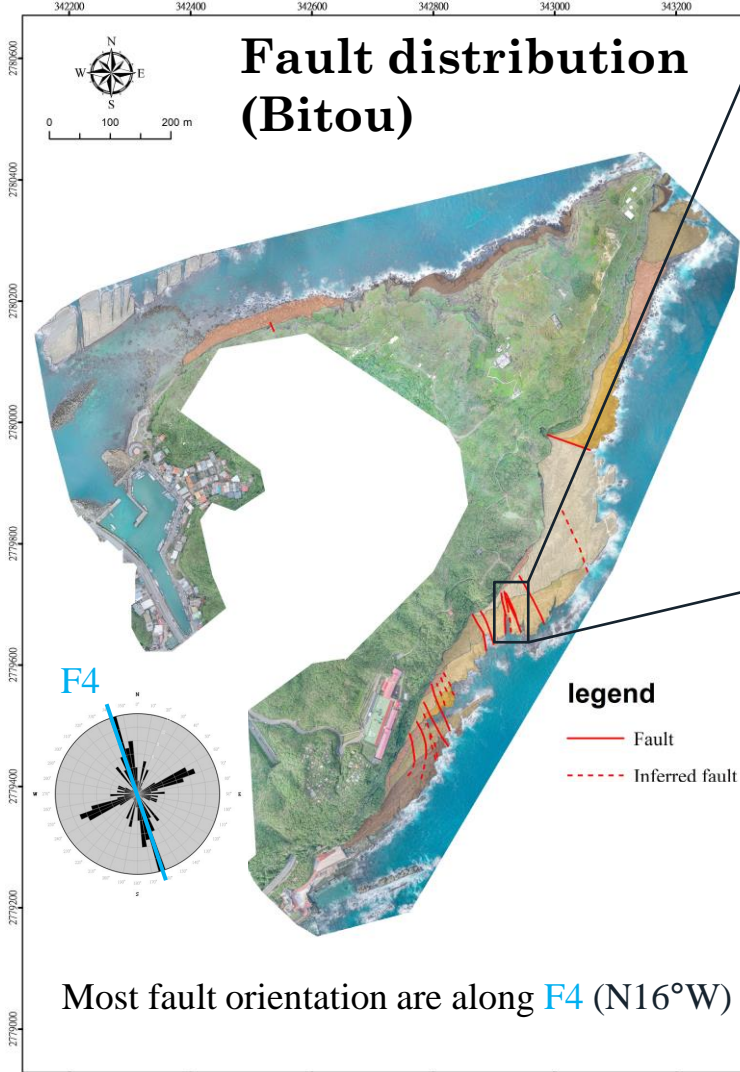 342200 342400 342600 342800 343000 343200
2780600
2780400
2780200
2780000
2779800
2779600
2779400
2779200
2779000
N
W E
S
0 100 200 m
Fault distribution
(Bitou)
F4
N
W E
S
legend
Fault
Inferred fault
Most fault orientation are along F4 (N16°W)